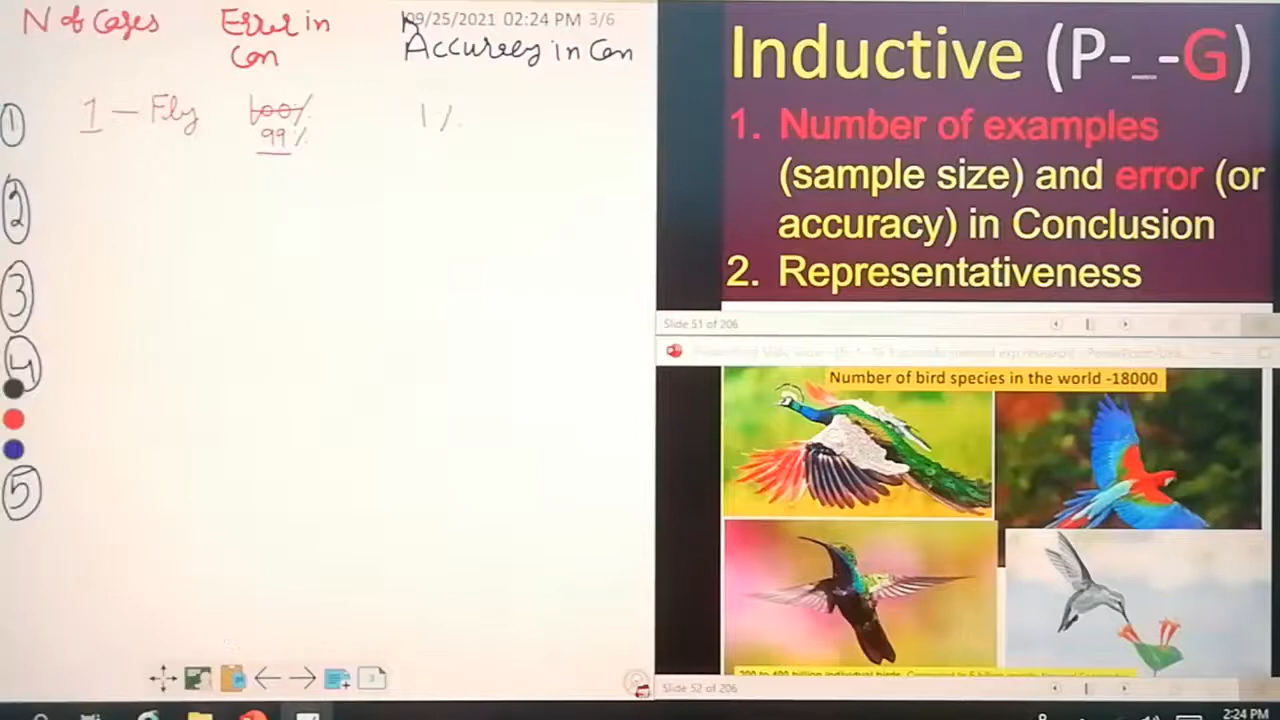 N of Cases Error in Con Accuracy in Con
09/25/2021 02:24 PM 3/6
1 1 – Fly 100% 99% 1%
2
3
4
5
Inductive (P-_-G)
1. Number of examples
(sample size) and error (or
accuracy) in Conclusion
2. Representativeness
Slide 51 of 206
Number of bird species in the world -18000
Slide 52 of 206
3
2:24 PM